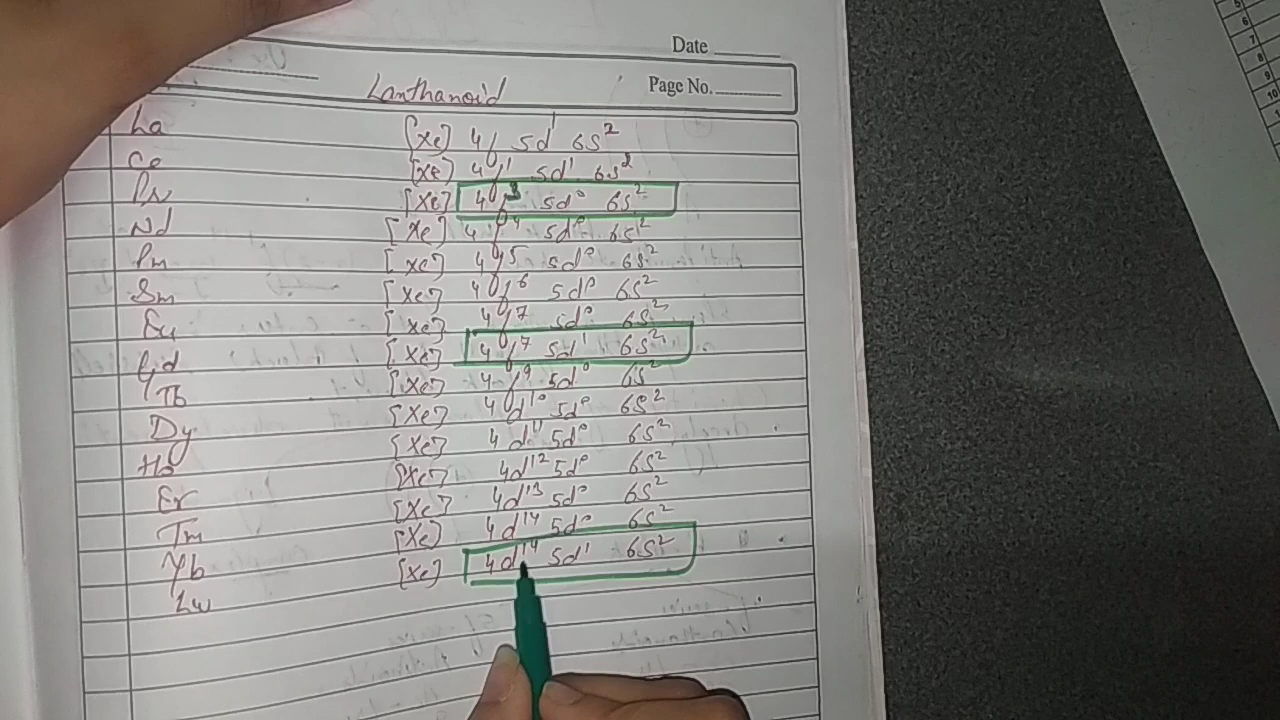 Date
Page No.
Lanthanoid
La [Xe] 4f 5d¹ 6s²
Ce [Xe] 4f¹ 5d¹ 6s²
Pr [Xe] 4f³ 5d⁰ 6s²
Nd [Xe] 4f⁴ 5d⁰ 6s²
Pm [Xe] 4f⁵ 5d⁰ 6s²
Sm [Xe] 4f⁶ 5d⁰ 6s²
Eu [Xe] 4f⁷ 5d⁰ 6s²
Gd [Xe] 4f⁷ 5d¹ 6s²
Tb [Xe] 4f⁹ 5d⁰ 6s²
Dy [Xe] 4d¹⁰ 5d⁰ 6s²
Ho [Xe] 4d¹¹ 5d⁰ 6s²
Er [Xe] 4d¹² 5d⁰ 6s²
Tm [Xe] 4d¹³ 5d⁰ 6s²
Yb [Xe] 4d¹⁴ 5d⁰ 6s²
Lw [Xe] 4d¹⁴ 5d¹ 6s²